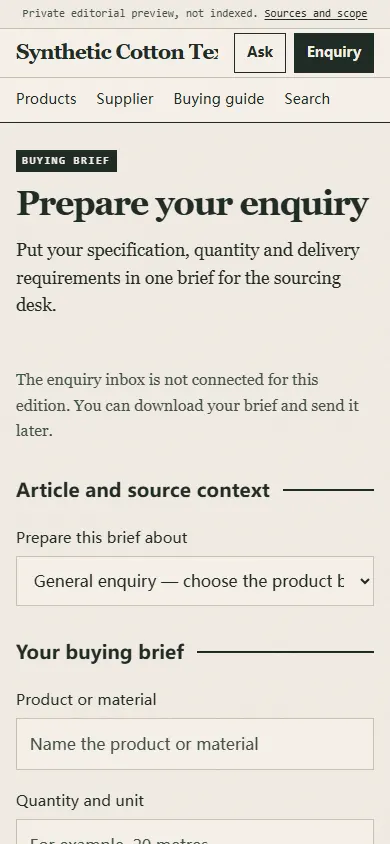 Private editorial preview, not indexed. Sources and scope
Synthetic Cotton Te
Ask
Enquiry
Products
Supplier
Buying guide
Search
BUYING BRIEF
Prepare your enquiry
Put your specification, quantity and delivery
requirements in one brief for the sourcing
desk.
The enquiry inbox is not connected for this
edition. You can download your brief and send it
later.
Article and source context
Prepare this brief about
General enquiry — choose the product b
Your buying brief
Product or material
Name the product or material
Quantity and unit
For example, 20 metres